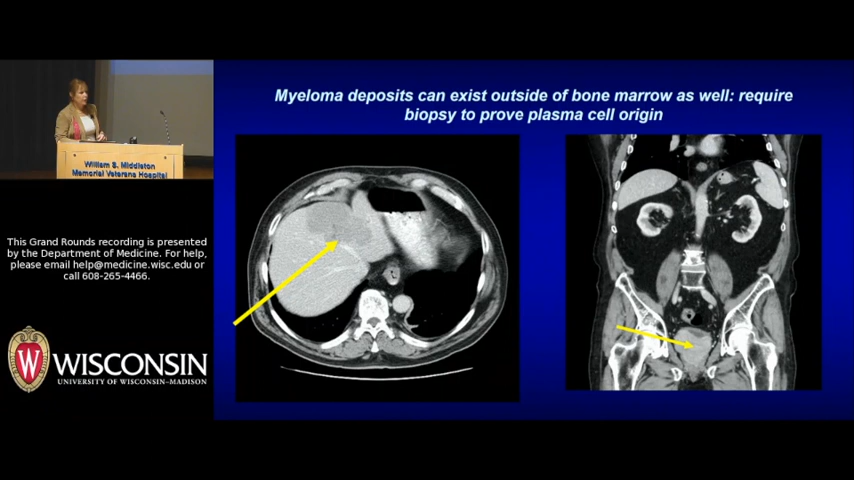 Myeloma deposits can exist outside of bone marrow as well: require
biopsy to prove plasma cell origin
William S. Middleton
Memorial Veterans Hospital
This Grand Rounds recording is presented
by the Department of Medicine. For help,
please email help@medicine.wisc.edu or
call 608-265-4466.
W
WISCONSIN
UNIVERSITY OF WISCONSIN–MADISON